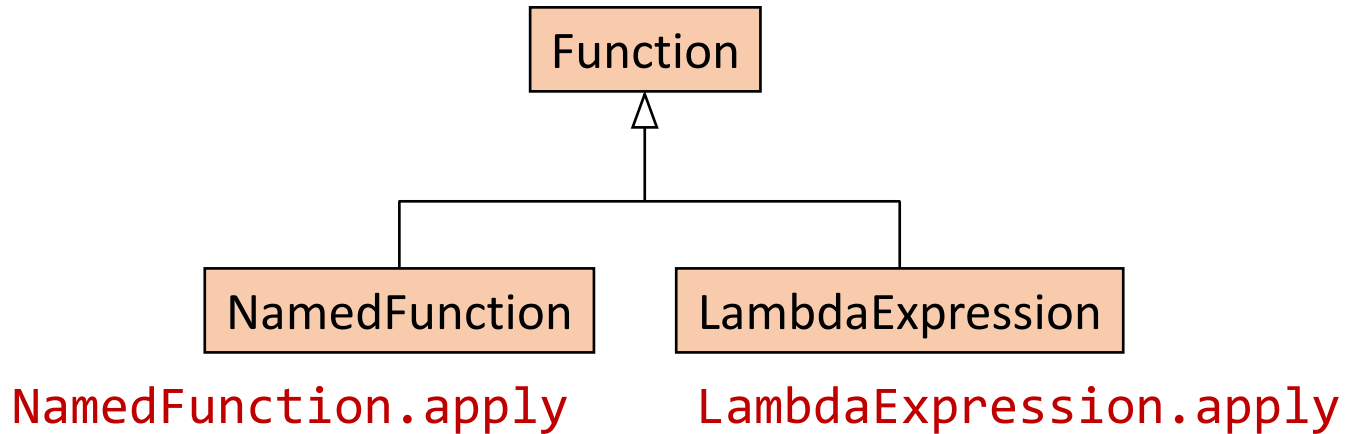 Function
NamedFunction
LambdaExpression
NamedFunction.apply
LambdaExpression.apply